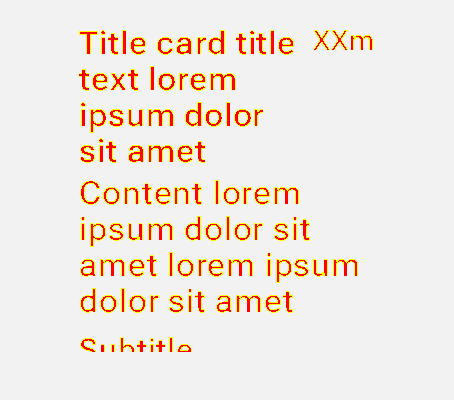 Title card title XXm
text lorem
ipsum dolor
sit amet
Content lorem
ipsum dolor sit
amet lorem ipsum
dolor sit amet
Subtitle